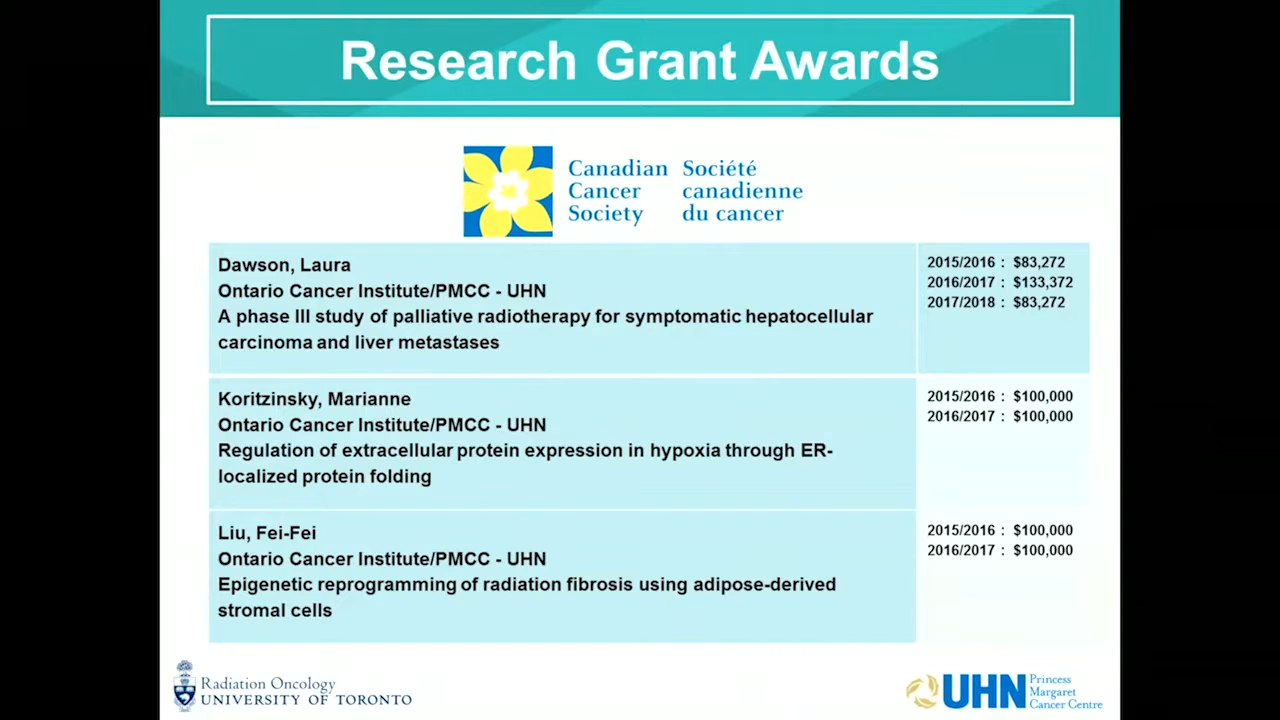 Research Grant Awards
Canadian Cancer Society
Société canadienne du cancer
Dawson, Laura
Ontario Cancer Institute/PMCC - UHN
A phase III study of palliative radiotherapy for symptomatic hepatocellular
carcinoma and liver metastases
2015/2016 : $83,272
2016/2017 : $133,372
2017/2018 : $83,272
Koritzinsky, Marianne
Ontario Cancer Institute/PMCC - UHN
Regulation of extracellular protein expression in hypoxia through ER-
localized protein folding
2015/2016 : $100,000
2016/2017 : $100,000
Liu, Fei-Fei
Ontario Cancer Institute/PMCC - UHN
Epigenetic reprogramming of radiation fibrosis using adipose-derived
stromal cells
2015/2016 : $100,000
2016/2017 : $100,000
Radiation Oncology
UNIVERSITY OF TORONTO
UHN
Princess
Margaret
Cancer Centre